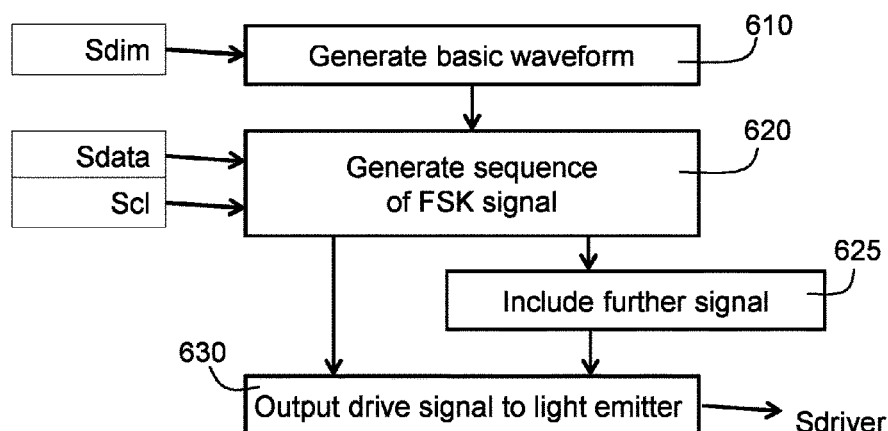 610
Sdim
Generate basic waveform
620
Sdata
Scl
Generate sequence
of FSK signal
625
Include further signal
630
Output drive signal to light emitter
Sdriver